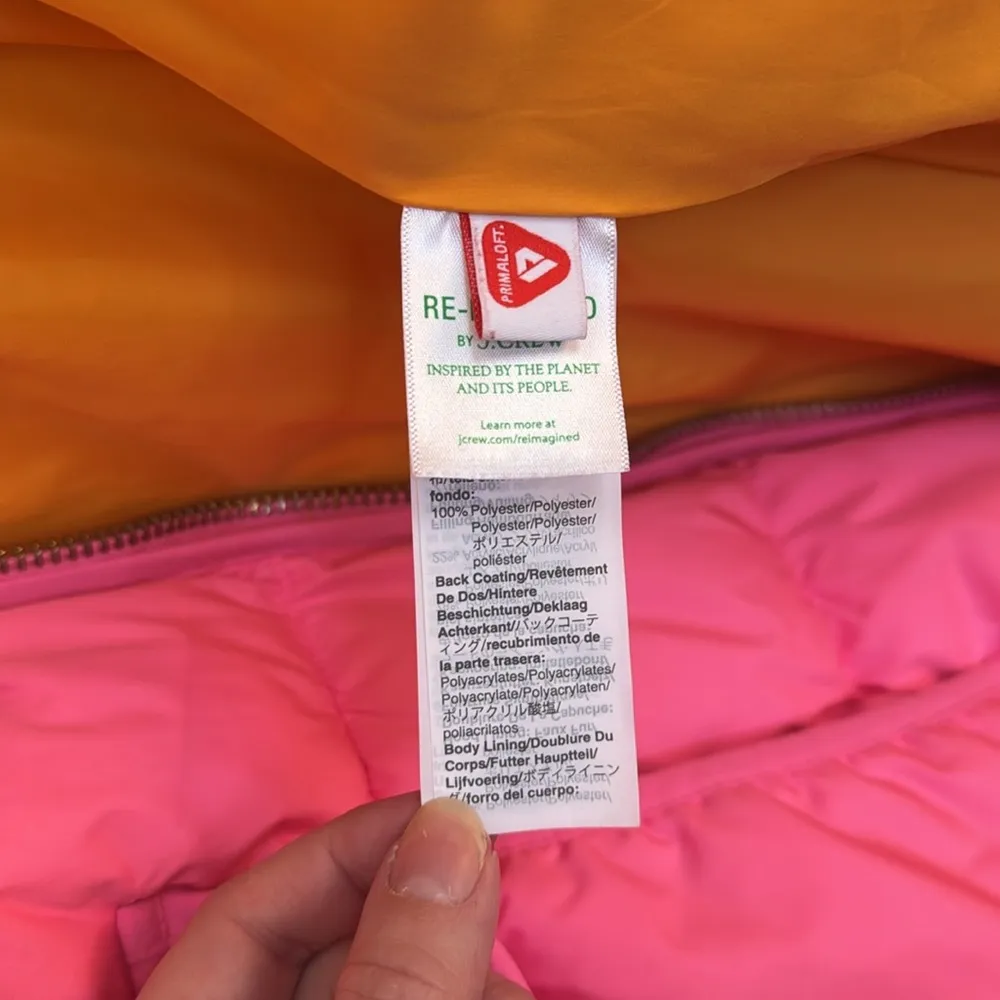 PRIMALOFT
RE-
BY J.CREW
INSPIRED BY THE PLANET
AND ITS PEOPLE.
Learn more at
jcrew.com/reimagined
fondo:
100% Polyester/Polyester/
Polyester/Polyester/
ポリエステル/
poliéster
Back Coating/Revêtement
De Dos/Hintere
Beschichtung/Deklaag
Achterkant/バックコーテ
ィング/recubrimiento de
la parte trasera:
Polyacrylates/Polyacrylates/
Polyacrylate/Polyacrylaten/
ポリアクリル酸塩/
poliacrilatos
Body Lining/Doublure Du
Corps/Futter Hauptteil/
Lijfvoering/ボディライニン
グ/forro del cuerpo: